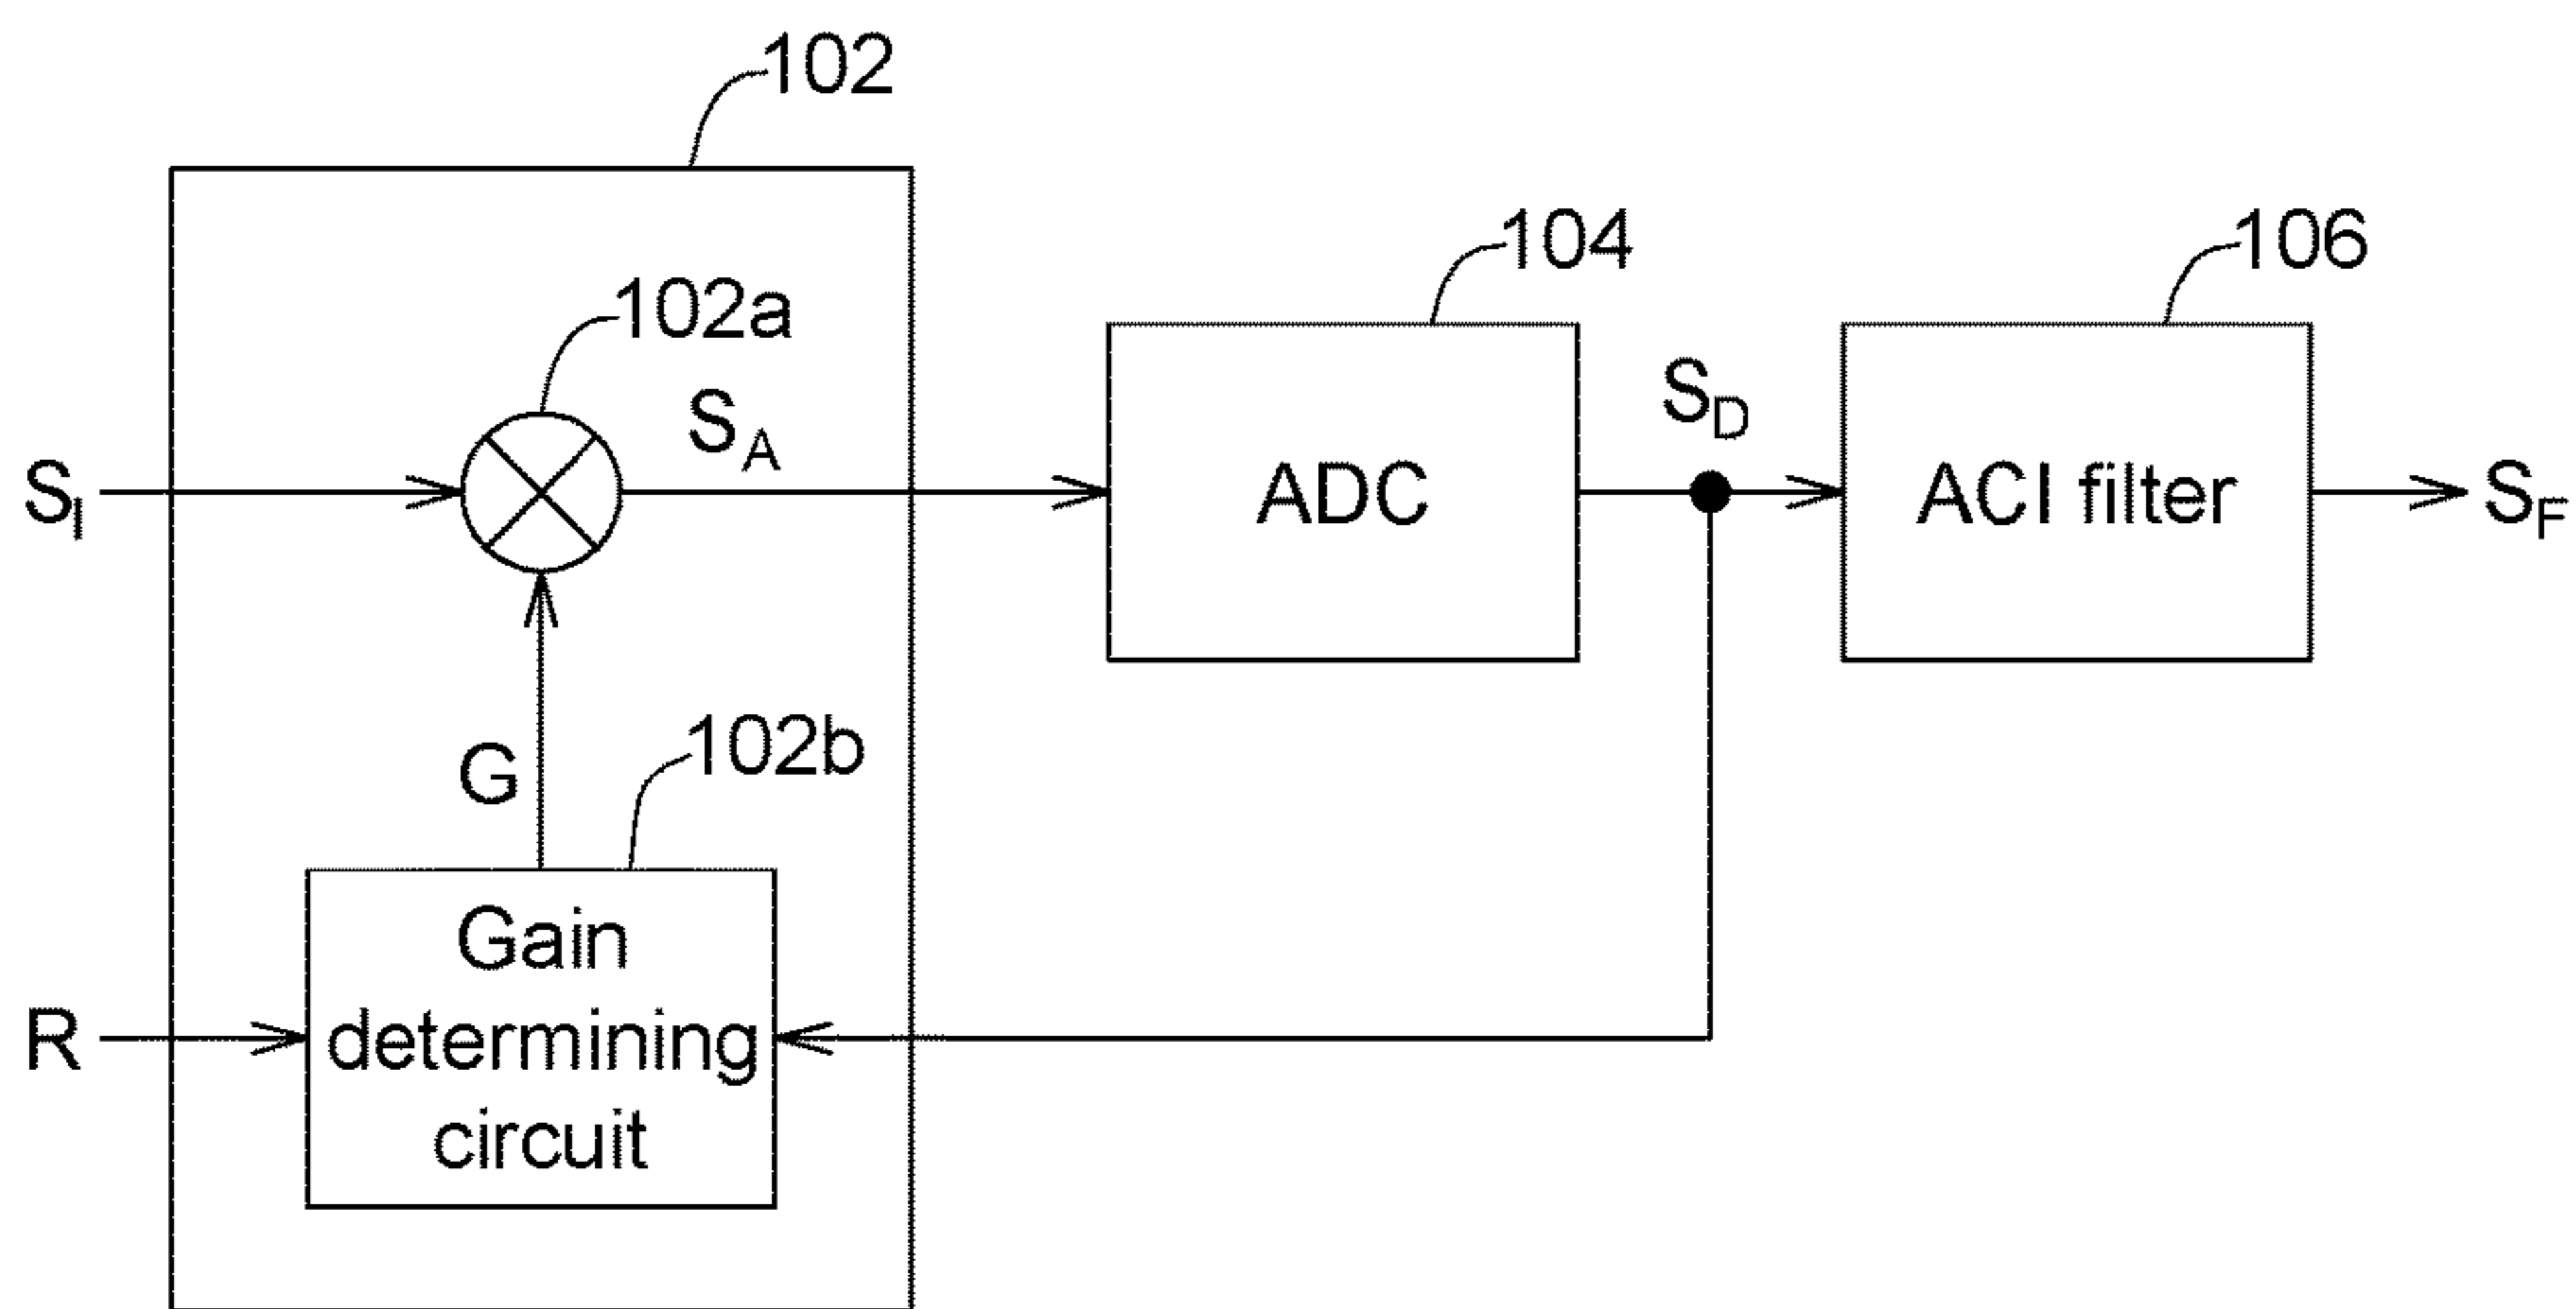 102
104
106
102a
S_A
S_D
S_I
ADC
ACI filter
S_F
102b
G
Gain
determining
circuit
R